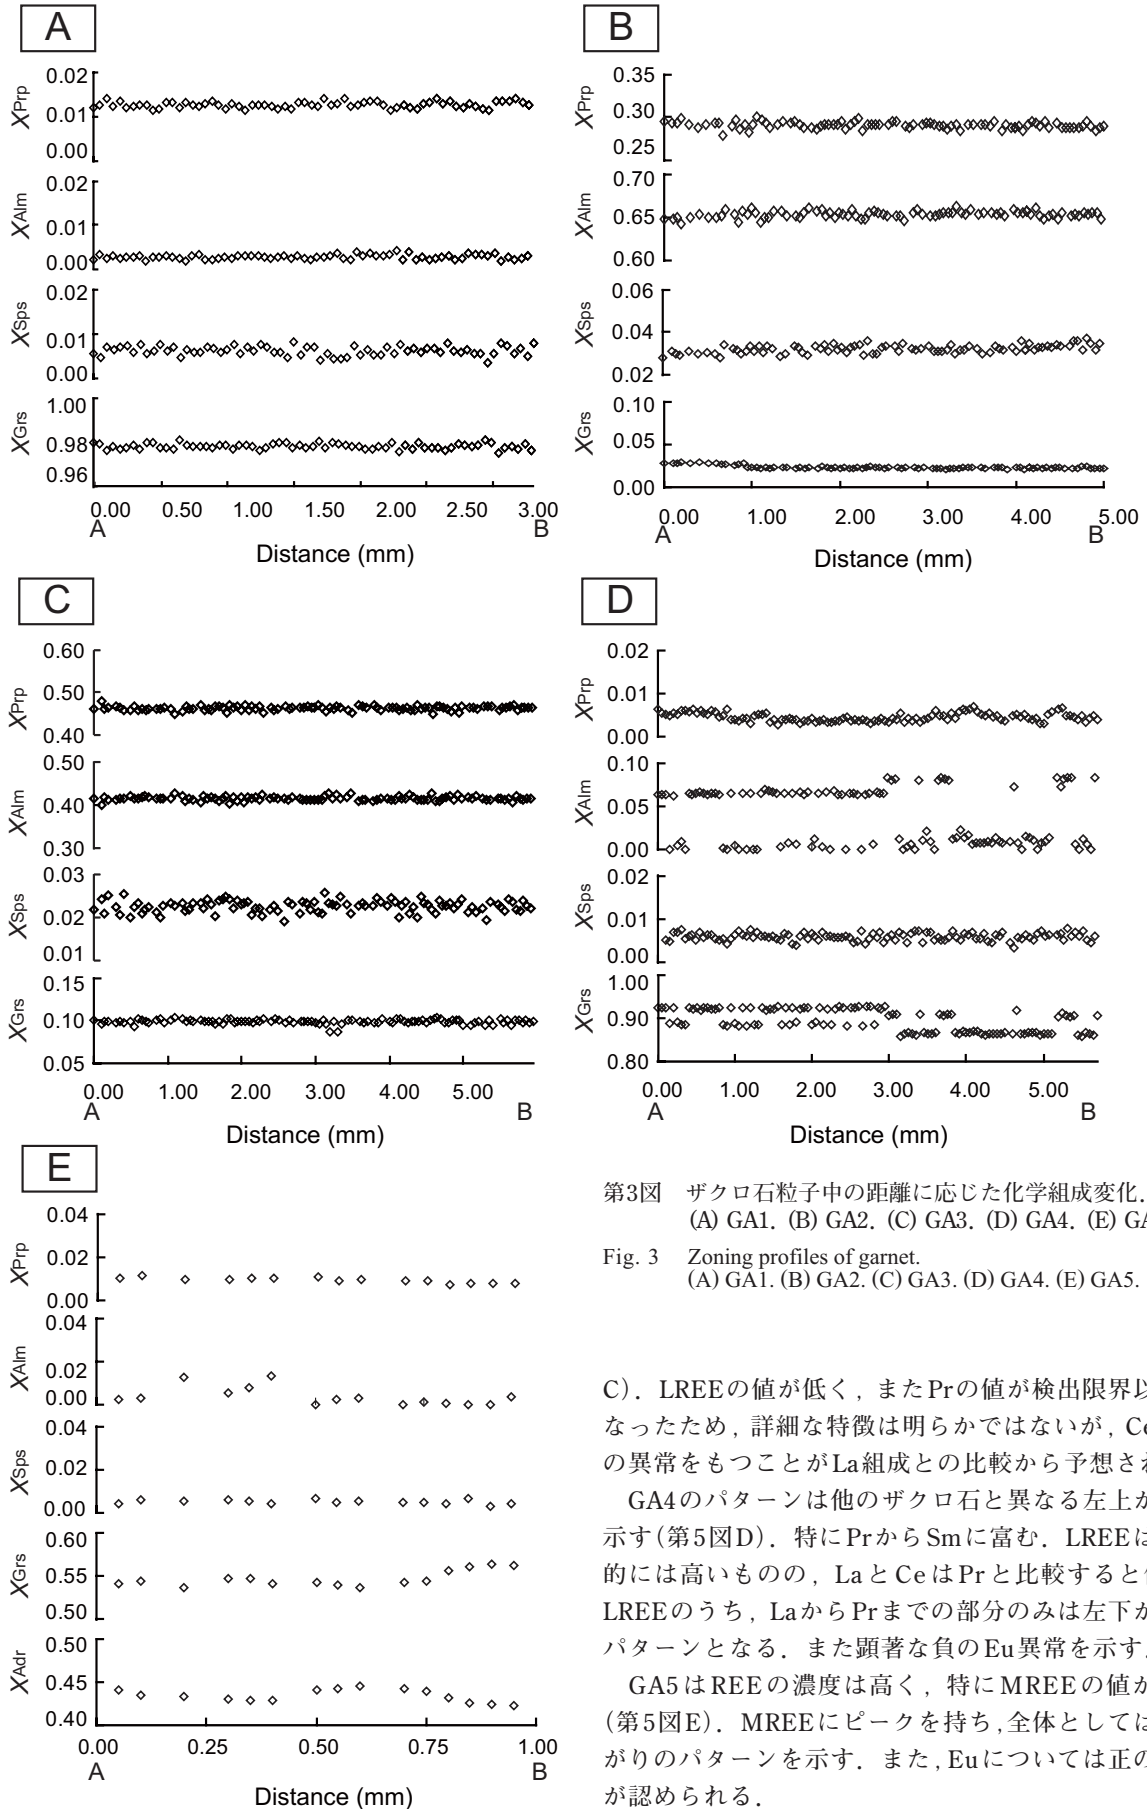 A
XPrp
0.02
0.01
0.00
XAlm
0.02
0.01
0.00
XSps
0.02
0.01
0.00
XGrs
1.00
0.98
0.96
0.00 0.50 1.00 1.50 2.00 2.50 3.00
A B
Distance (mm)
B
XPrp
0.35
0.30
0.25
XAlm
0.70
0.65
0.60
XSps
0.06
0.04
0.02
XGrs
0.10
0.05
0.00
0.00 1.00 2.00 3.00 4.00 5.00
A B
Distance (mm)
C
XPrp
0.60
0.50
0.40
XAlm
0.50
0.40
0.30
XSps
0.03
0.02
0.01
XGrs
0.15
0.10
0.05
0.00 1.00 2.00 3.00 4.00 5.00
A B
Distance (mm)
D
XPrp
0.02
0.01
0.00
XAlm
0.10
0.05
0.00
XSps
0.02
0.01
0.00
XGrs
1.00
0.90
0.80
0.00 1.00 2.00 3.00 4.00 5.00
A B
Distance (mm)
E
XPrp
0.04
0.02
0.00
XAlm
0.04
0.02
0.00
XSps
0.04
0.02
0.00
XGrs
0.60
0.55
0.50
XAdr
0.50
0.45
0.40
0.00 0.25 0.50 0.75 1.00
A B
Distance (mm)
第3図 ザクロ石粒子中の距離に応じた化学組成変化.
(A) GA1. (B) GA2. (C) GA3. (D) GA4. (E) GA
Fig. 3 Zoning profiles of garnet.
(A) GA1. (B) GA2. (C) GA3. (D) GA4. (E) GA5.
C). LREEの値が低く, またPrの値が検出限界以
なったため, 詳細な特徴は明らかではないが, Ce
の異常をもつことがLa組成との比較から予想され
GA4のパターンは他のザクロ石と異なる左上が
示す(第5図D). 特にPrからSmに富む. LREEは
的には高いものの, LaとCeはPrと比較すると
LREEのうち, LaからPrまでの部分のみは左下が
パターンとなる. また顕著な負のEu異常を示す.
GA5はREEの濃度は高く, 特にMREEの値が
(第5図E). MREEにピークを持ち,全体としては
がりのパターンを示す. また, Euについては正の
が認められる.